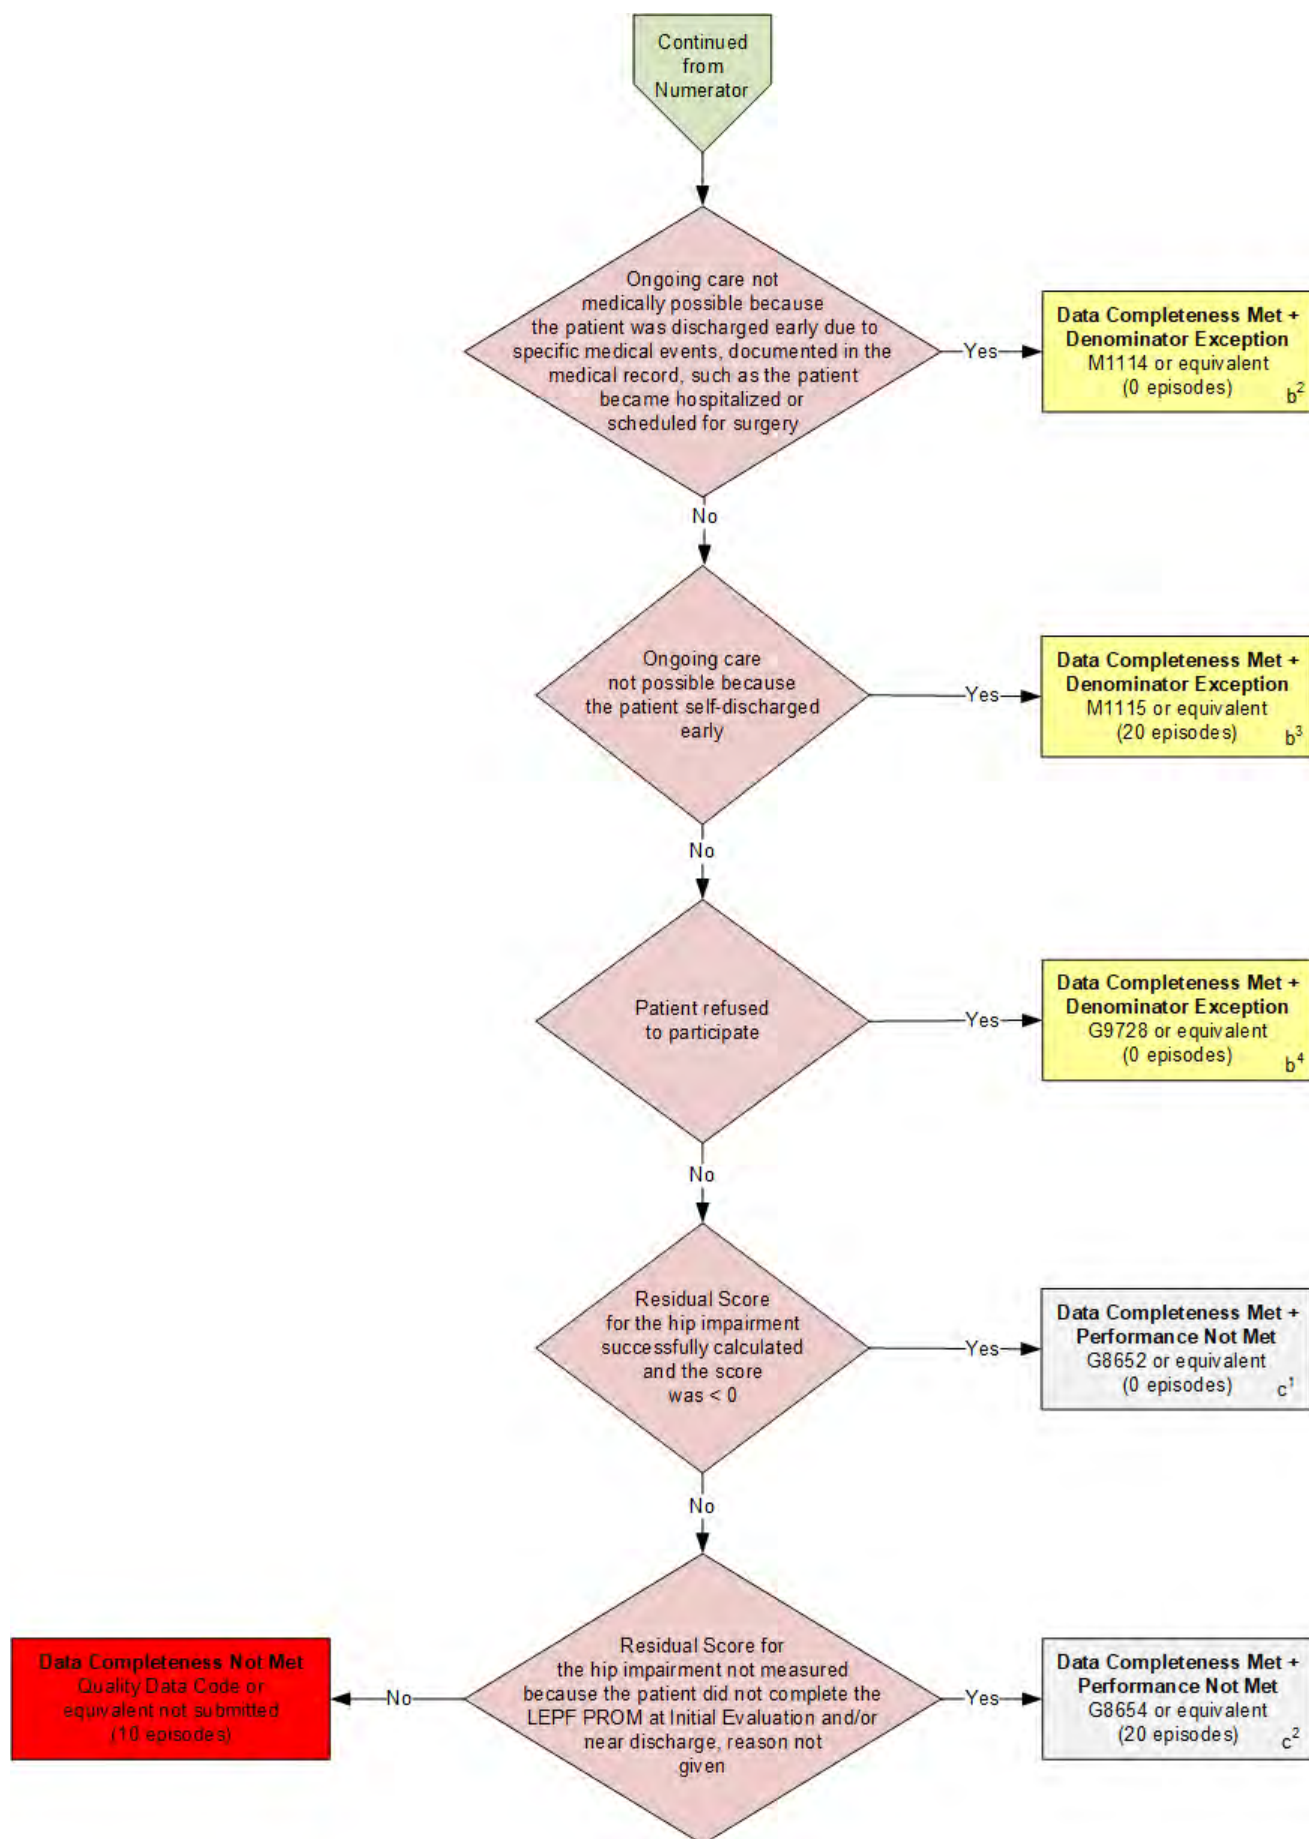 Continued
from
Numerator
Ongoing care not
medically possible because
the patient was discharged early due to
specific medical events, documented in the
medical record, such as the patient
became hospitalized or
scheduled for surgery
Yes
Data Completeness Met +
Denominator Exception
M1114 or equivalent
(0 episodes)
b²
No
Ongoing care
not possible because
the patient self-discharged
early
Yes
Data Completeness Met +
Denominator Exception
M1115 or equivalent
(20 episodes)
b³
No
Patient refused
to participate
Yes
Data Completeness Met +
Denominator Exception
G9728 or equivalent
(0 episodes)
b⁴
No
Residual Score
for the hip impairment
successfully calculated
and the score
was < 0
Yes
Data Completeness Met +
Performance Not Met
G8652 or equivalent
(0 episodes)
c¹
No
Data Completeness Not Met
Quality Data Code or
equivalent not submitted
(10 episodes)
No
Residual Score for
the hip impairment not measured
because the patient did not complete the
LEPF PROM at Initial Evaluation and/or
near discharge, reason not
given
Yes
Data Completeness Met +
Performance Not Met
G8654 or equivalent
(20 episodes)
c²